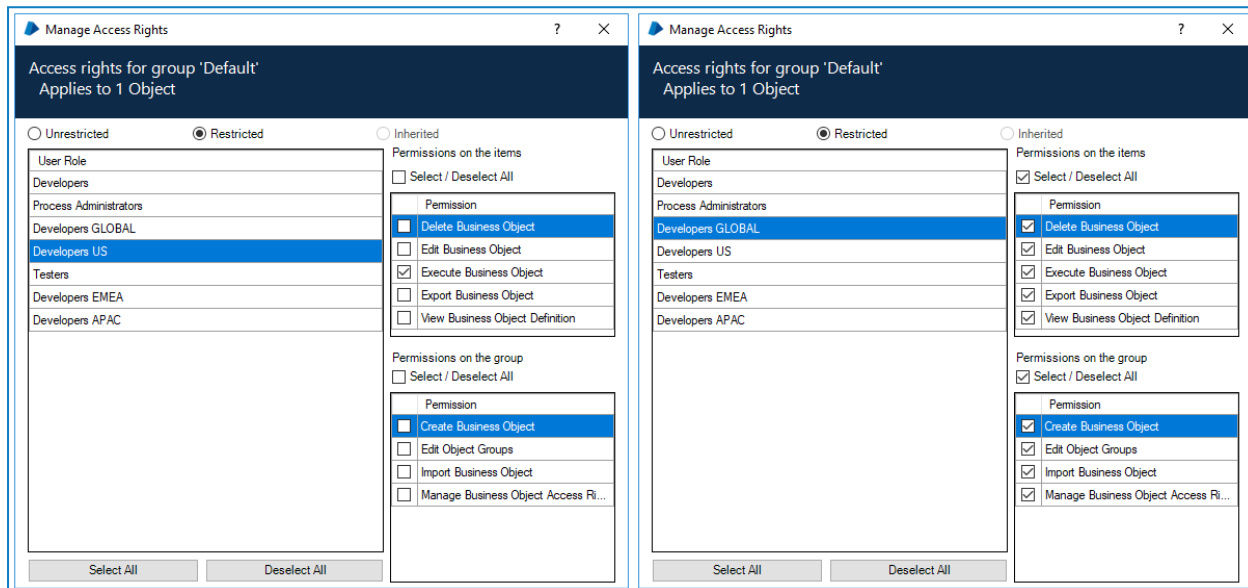 Manage Access Rights
?
Access rights for group 'Default'
Applies to 1 Object
Unrestricted
Restricted
Inherited
User Role
Developers
Process Administrators
Developers GLOBAL
Developers US
Testers
Developers EMEA
Developers APAC
Select All
Deselect All
Permissions on the items
Select / Deselect All
Permission
Delete Business Object
Edit Business Object
Execute Business Object
Export Business Object
View Business Object Definition
Permissions on the group
Select / Deselect All
Permission
Create Business Object
Edit Object Groups
Import Business Object
Manage Business Object Access Ri...
Manage Access Rights
?
Access rights for group 'Default'
Applies to 1 Object
Unrestricted
Restricted
Inherited
User Role
Developers
Process Administrators
Developers GLOBAL
Developers US
Testers
Developers EMEA
Developers APAC
Select All
Deselect All
Permissions on the items
Select / Deselect All
Permission
Delete Business Object
Edit Business Object
Execute Business Object
Export Business Object
View Business Object Definition
Permissions on the group
Select / Deselect All
Permission
Create Business Object
Edit Object Groups
Import Business Object
Manage Business Object Access Ri...